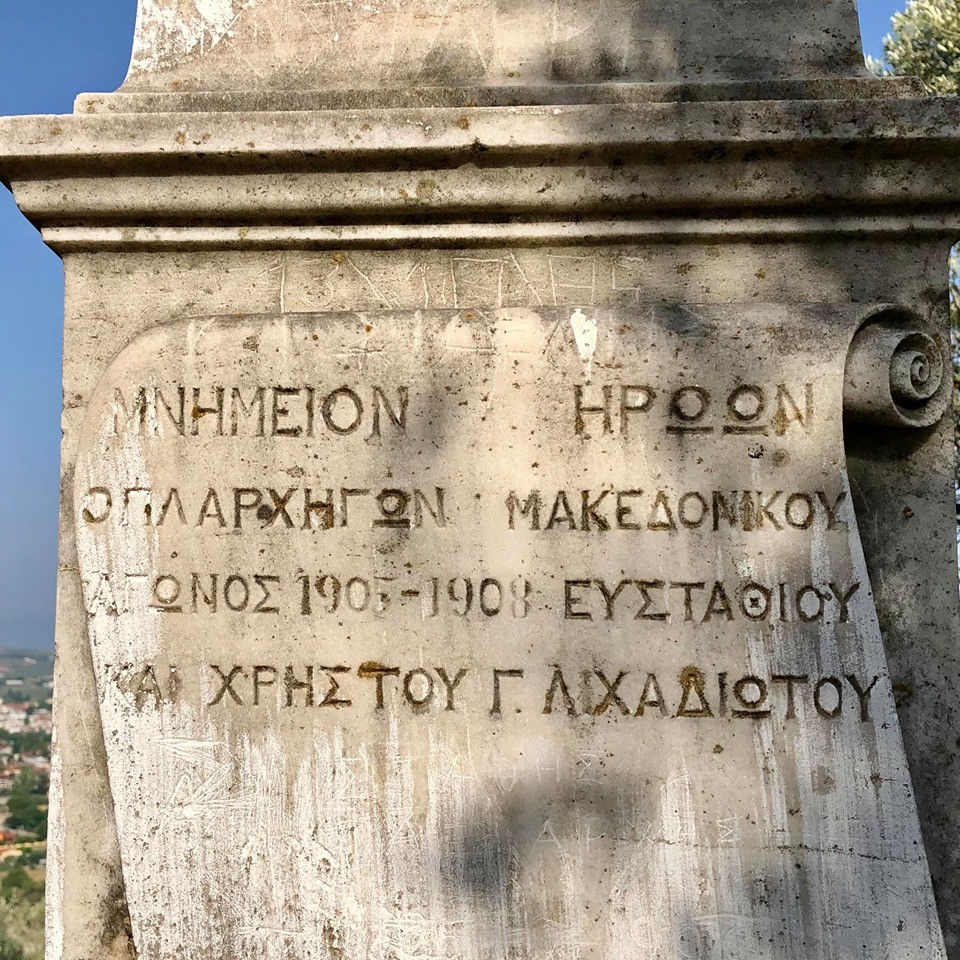 ΜΝΗΜΕΙΟΝ ΗΡΩΩΝ
ΟΠΛΑΡΧΗΓΩΝ ΜΑΚΕΔΟΝΙΚΟΥ
ΑΓΩΝΟΣ 1905-1908 ΕΥΣΤΑΘΙΟΥ
ΚΑΙ ΧΡΗΣΤΟΥ Γ. ΛΙΧΑΔΙΩΤΟΥ